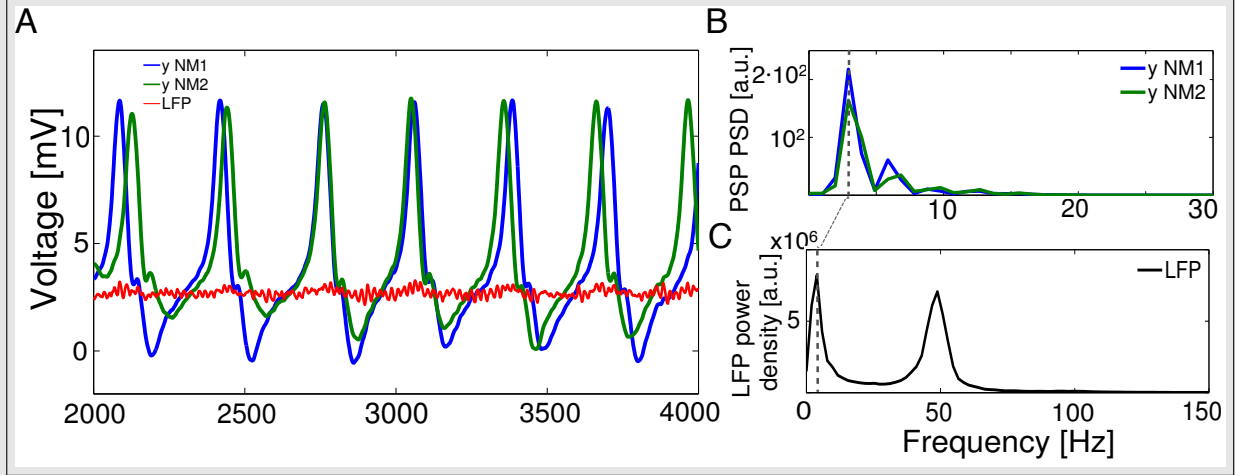 A
y NM1
y NM2
LFP
Voltage [mV]
10
5
0
2000
2500
3000
3500
4000
B
PSP PSD [a.u.]
2·10²
10²
y NM1
y NM2
10
20
30
C
x10⁶
LFP power
density [a.u.]
5
LFP
0
50
100
150
Frequency [Hz]